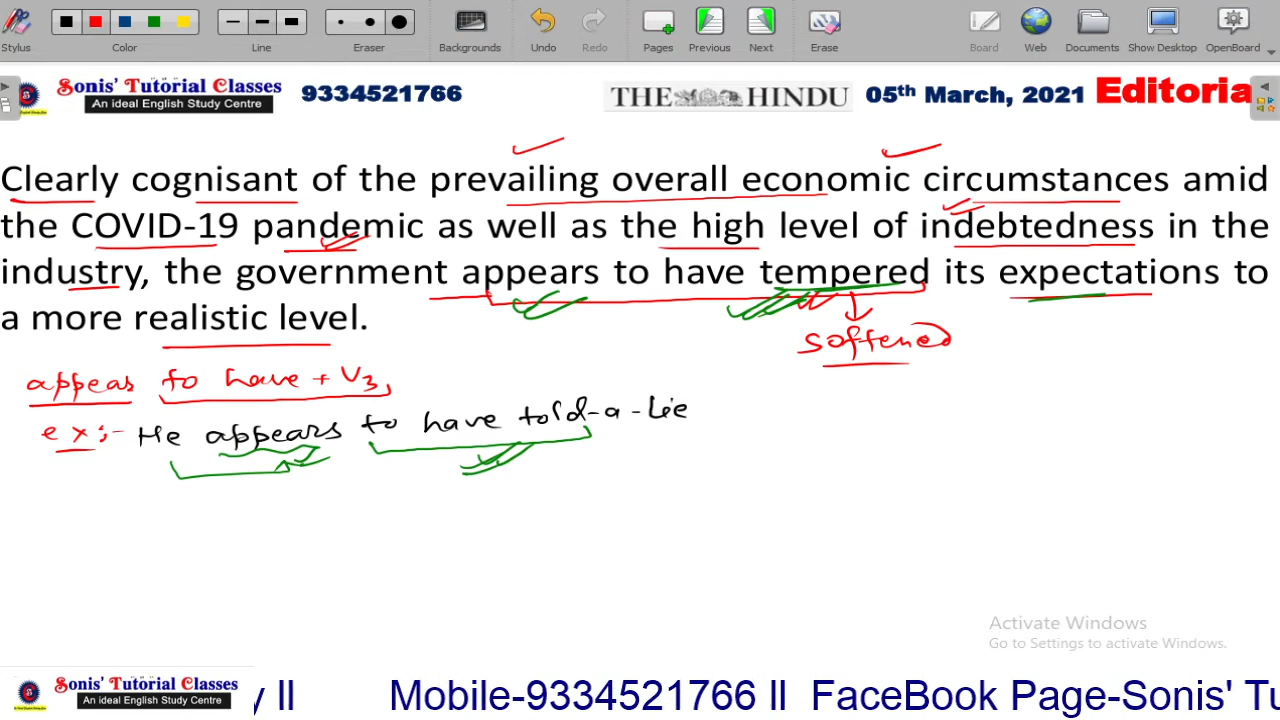 Stylus Color Line Eraser Backgrounds Undo Redo Pages Previous Next Erase Board Web Documents Show Desktop OpenBoard
Sonis' Tutorial Classes
An ideal English Study Centre
9334521766
THE HINDU
05th March, 2021
Editoria
Clearly cognisant of the prevailing overall economic circumstances amid
the COVID-19 pandemic as well as the high level of indebtedness in the
industry, the government appears to have tempered its expectations to
a more realistic level.
softened
appeas to have + V3
ex:- He appears to have told-a-lie
Activate Windows
Go to Settings to activate Windows.
Sonis' Tutorial Classes
An ideal English Study Centre
y II Mobile-9334521766 II FaceBook Page-Sonis' Tu